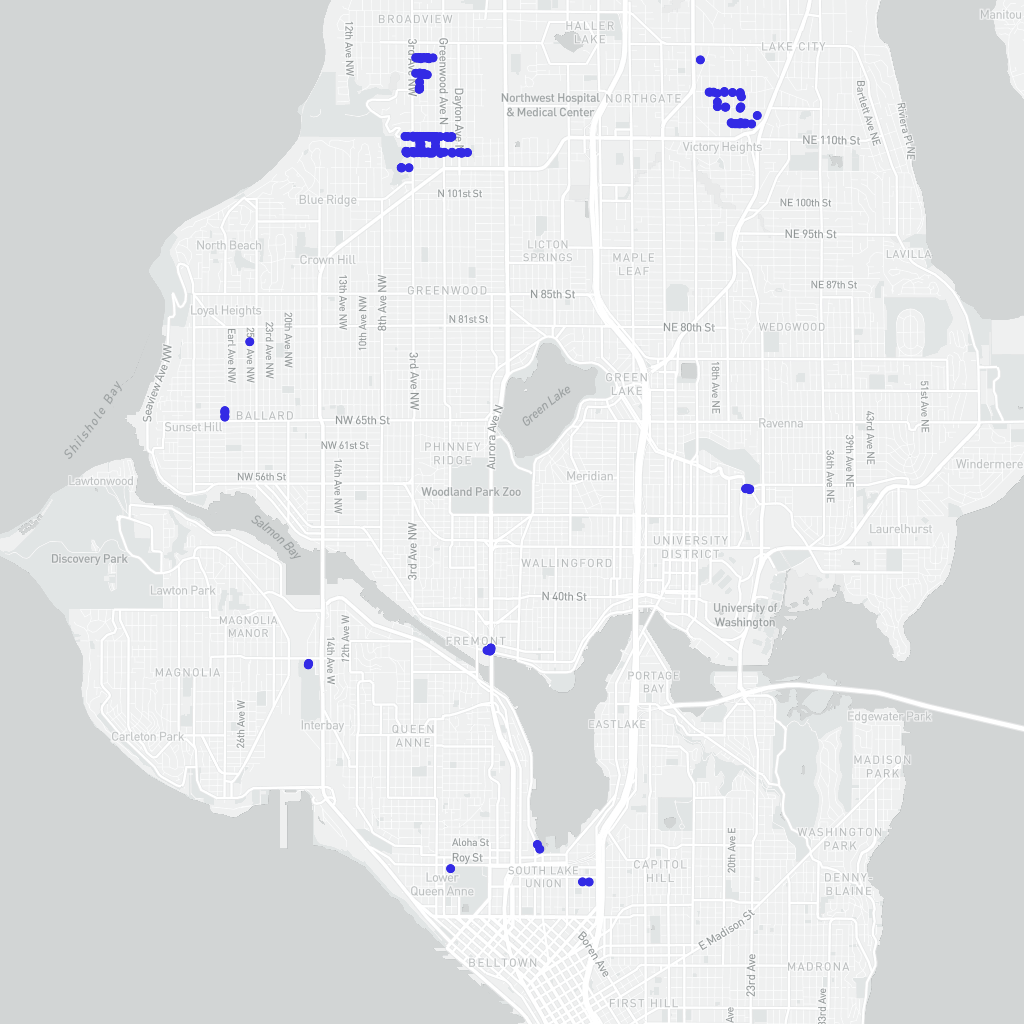 BROADVIEW
12th Ave NW
HALLER
LAKE
Manitou
LAKE CITY
3rd Ave NW
Greenwood Ave N
Dayton Ave N
Northwest Hospital
& Medical Center
NORTHGATE
Bartlett Ave NE
Riviera Pl NE
Victory Heights
NE 110th St
N 101st St
Blue Ridge
NE 100th St
NE 95th St
North Beach
Crown Hill
LICTON
SPRINGS
MAPLE
LEAF
LAVILLA
13th Ave NW
10th Ave NW
8th Ave NW
GREENWOOD
N 85th St
NE 87th St
Loyal Heights
20th Ave NW
23rd Ave NW
Earl Ave NW
N 81st St
NE 80th St
WEDGWOOD
Seaview Ave NW
3rd Ave NW
GREEN
LAKE
18th Ave NE
51st Ave NE
Green Lake
Shilshole Bay
BALLARD
Sunset Hill
NW 65th St
Aurora Ave N
Ravenna
43rd Ave NE
39th Ave NE
36th Ave NE
NW 61st St
PHINNEY
RIDGE
Windermere
Lawtonwood
NW 56th St
14th Ave NW
Meridian
Woodland Park Zoo
Salmon Bay
3rd Ave NW
Laurelhurst
UNIVERSITY
DISTRICT
Discovery Park
WALLINGFORD
Lawton Park
N 40th St
University of
Washington
MAGNOLIA
MANOR
12th Ave W
14th Ave W
FREMONT
MAGNOLIA
PORTAGE
BAY
26th Ave W
Interbay
QUEEN
ANNE
EASTLAKE
Edgewater Park
Carleton Park
MADISON
PARK
Aloha St
Roy St
20th Ave E
WASHINGTON
PARK
Lower
Queen Anne
SOUTH LAKE
UNION
CAPITOL
HILL
DENNY-
BLAINE
E Madison St
Boren Ave
BELLTOWN
23rd Ave
MADRONA
FIRST HILL